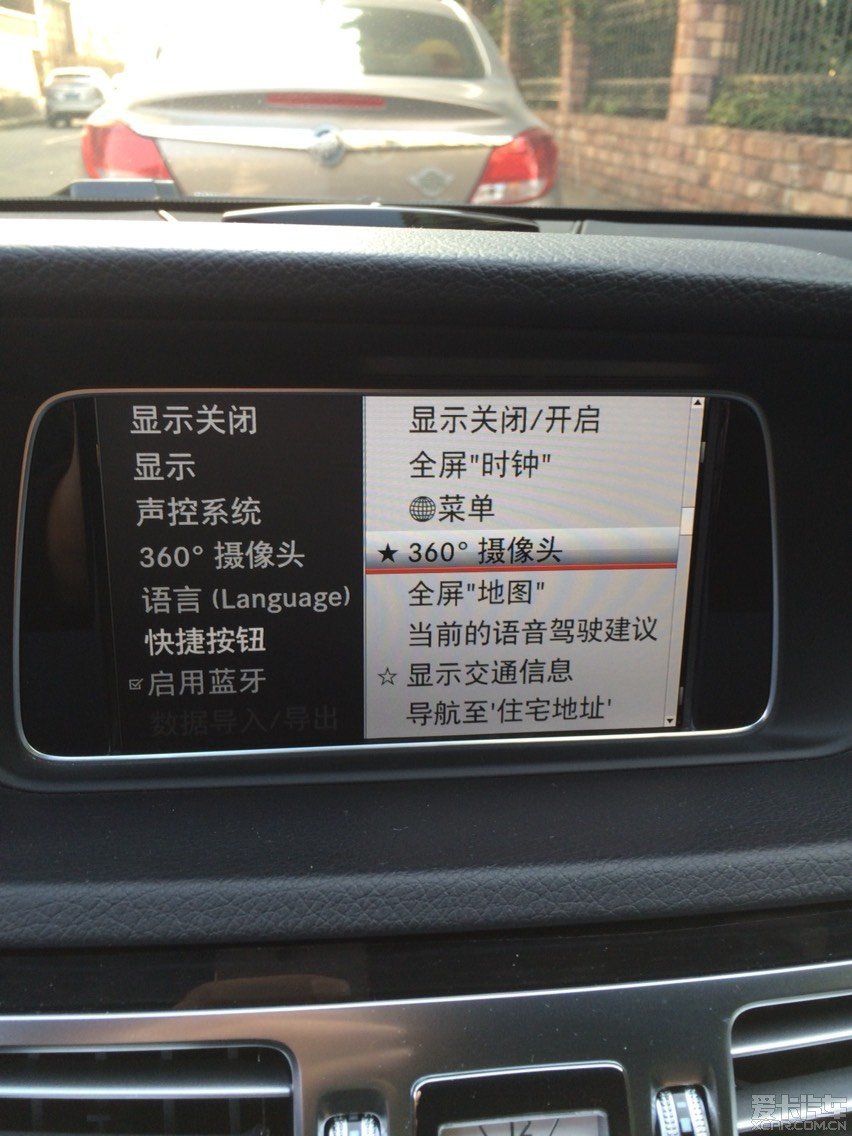 显示关闭
显示
声控系统
360° 摄像头
语言 (Language)
快捷按钮
启用蓝牙
数据导入/导出
显示关闭/开启
全屏"时钟"
菜单
★ 360° 摄像头
全屏"地图"
当前的语音驾驶建议
☆ 显示交通信息
导航至'住宅地址'
12
爱卡汽车
XCAR.COM.CN